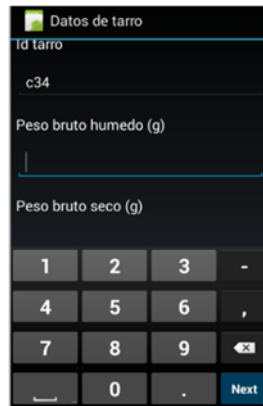 Datos de tarro
Id tarro
c34
Peso bruto humedo (g)
Peso bruto seco (g)
1 2 3 -
4 5 6 ,
7 8 9
0 . Next